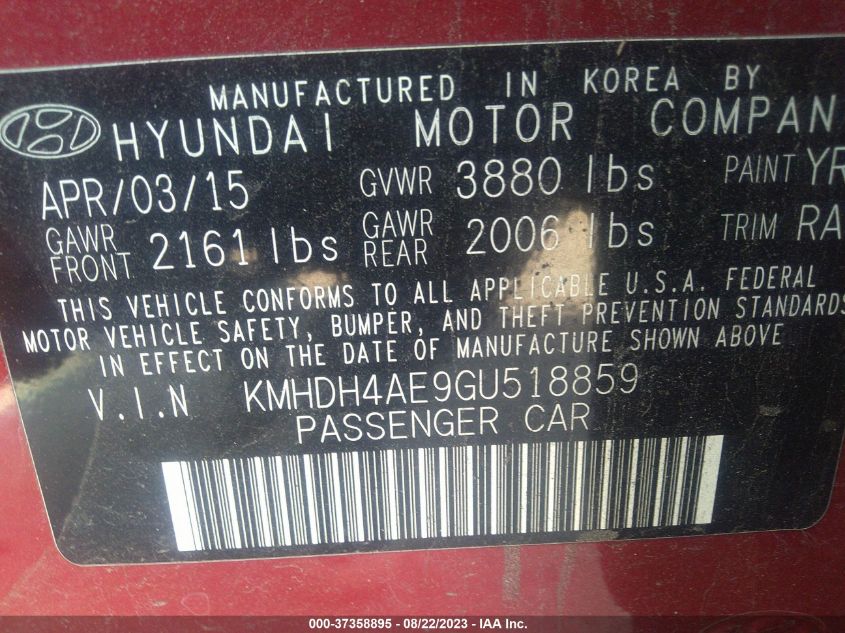 MANUFACTURED IN KOREA BY
HYUNDAI MOTOR COMPAN
APR/03/15 GVWR 3880 lbs PAINT YR
GAWR FRONT 2161 lbs GAWR REAR 2006 lbs TRIM RA
THIS VEHICLE CONFORMS TO ALL APPLICABLE U.S.A. FEDERAL
MOTOR VEHICLE SAFETY, BUMPER, AND THEFT PREVENTION STANDARDS
IN EFFECT ON THE DATE OF MANUFACTURE SHOWN ABOVE
V.I.N KMHDH4AE9GU518859
PASSENGER CAR
000-37358895 - 08/22/2023 - IAA Inc.